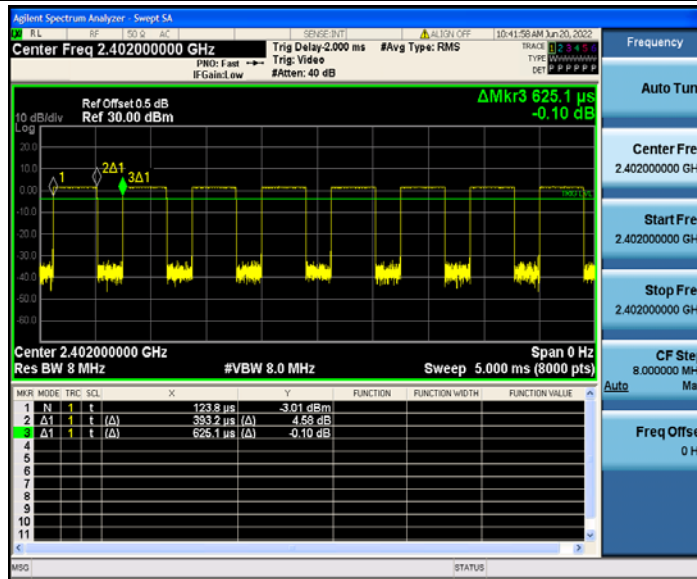 Agilent Spectrum Analyzer - Swept SA
RL RF 50 Ω AC SENSE:INT ALIGN OFF 10:41:58 AM Jun 20, 2022
Center Freq 2.402000000 GHz
PNO: Fast
IFGain:Low
Trig Delay-2.000 ms
Trig: Video
#Atten: 40 dB
#Avg Type: RMS
TRACE 1 2 3 4 5 6
TYPE
DET P P P P P P
Ref Offset 0.5 dB
10 dB/div Ref 30.00 dBm
Log
ΔMkr3 625.1 µs
-0.10 dB
20.0
10.0
0.00
-10.0
-20.0
-30.0
-40.0
-50.0
-60.0
1
2Δ1
3Δ1
Center 2.402000000 GHz Span 0 Hz
Res BW 8 MHz #VBW 8.0 MHz Sweep 5.000 ms (8000 pts)
MKR MODE TRC SCL X Y FUNCTION FUNCTION WIDTH FUNCTION VALUE
1 N 1 t 123.8 µs -3.01 dBm
2 Δ1 1 t (Δ) 393.2 µs (Δ) 4.58 dB
3 Δ1 1 t (Δ) 625.1 µs (Δ) -0.10 dB
4
5
6
7
8
9
10
11
MSG STATUS
Frequency
Auto Tun
Center Fre
2.402000000 GH
Start Fre
2.402000000 GH
Stop Fre
2.402000000 GH
CF Ste
8.000000 MH
Auto Ma
Freq Offse
0 H